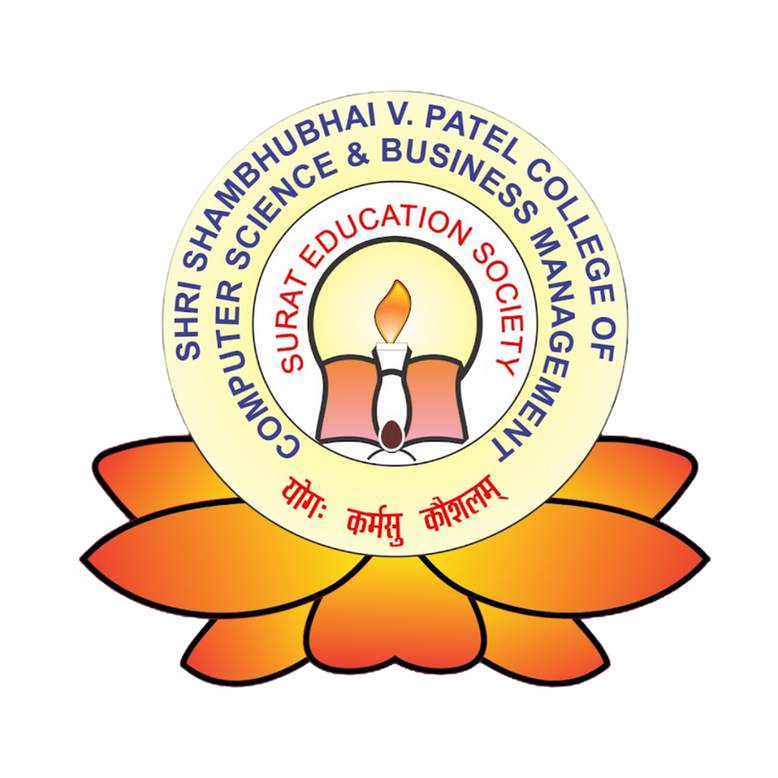 SHRI SHAMBHUBHAI V. PATEL COLLEGE OF
COMPUTER SCIENCE & BUSINESS MANAGEMENT
SURAT EDUCATION SOCIETY
योगः कर्मसु कौशलम्